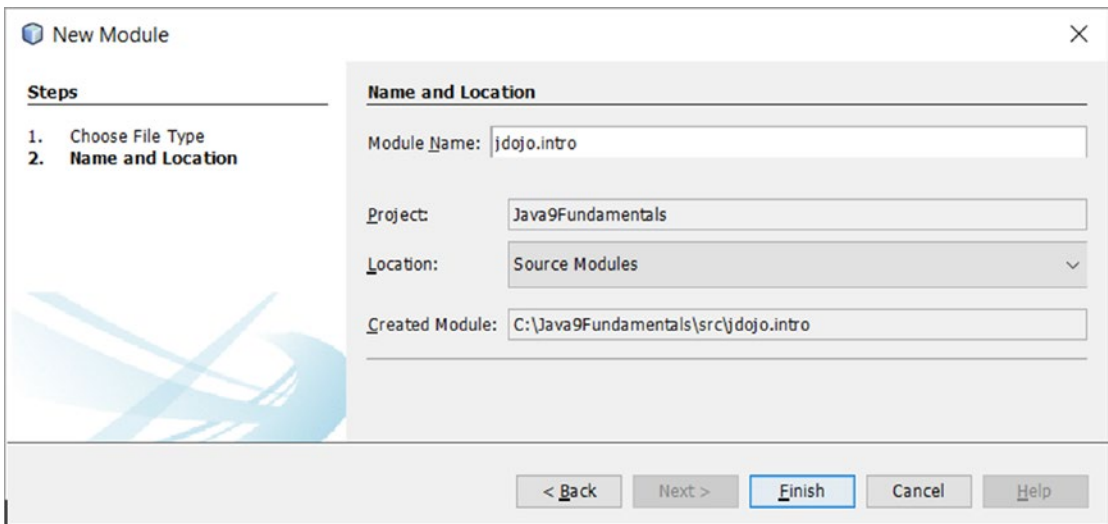 New Module
Steps
1. Choose File Type
2. Name and Location
Name and Location
Module Name: jdojo.intro
Project: Java9Fundamentals
Location: Source Modules
Created Module: C:\Java9Fundamentals\src\jdojo.intro
< Back Next > Finish Cancel Help